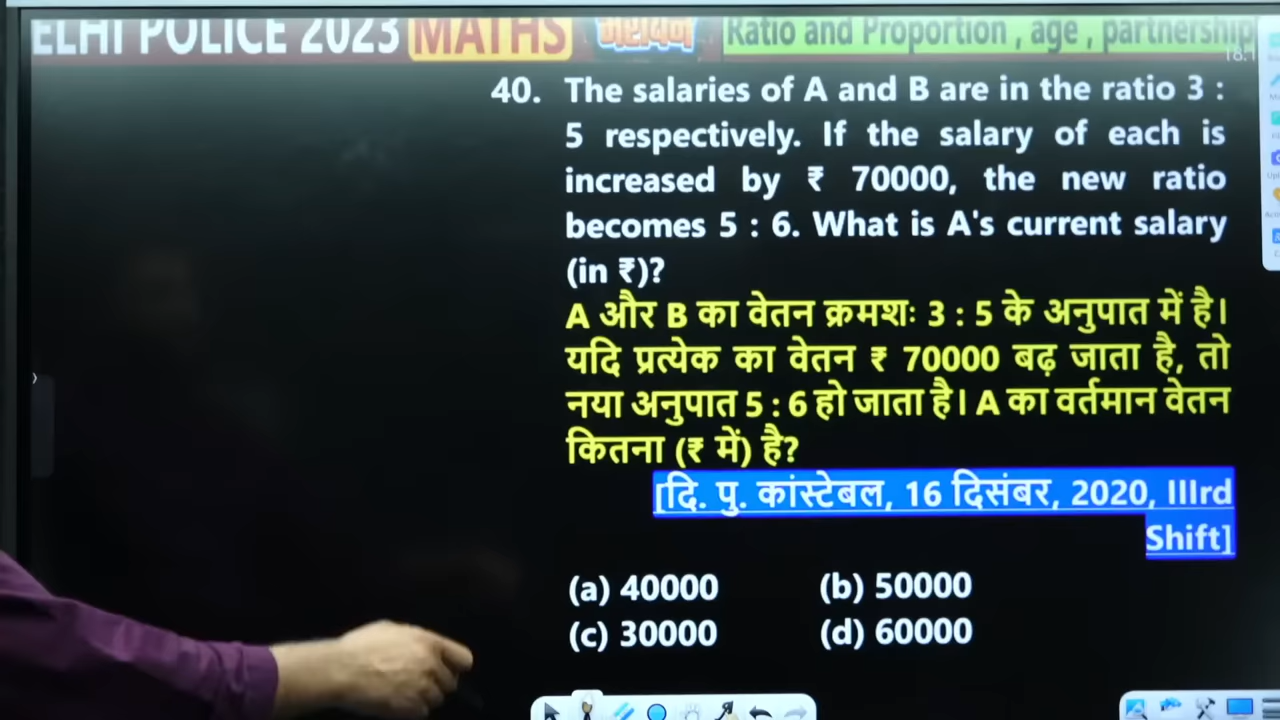 ELHI POLICE 2023 MATHS महायज्ञ Ratio and Proportion , age , partnership
40. The salaries of A and B are in the ratio 3 :
5 respectively. If the salary of each is
increased by ₹ 70000, the new ratio
becomes 5 : 6. What is A's current salary
(in ₹)?
A और B का वेतन क्रमशः 3 : 5 के अनुपात में है।
यदि प्रत्येक का वेतन ₹ 70000 बढ़ जाता है, तो
नया अनुपात 5 : 6 हो जाता है। A का वर्तमान वेतन
कितना (₹ में) है?
[दि. पु. कांस्टेबल, 16 दिसंबर, 2020, IIIrd
Shift]
(a) 40000 (b) 50000
(c) 30000 (d) 60000